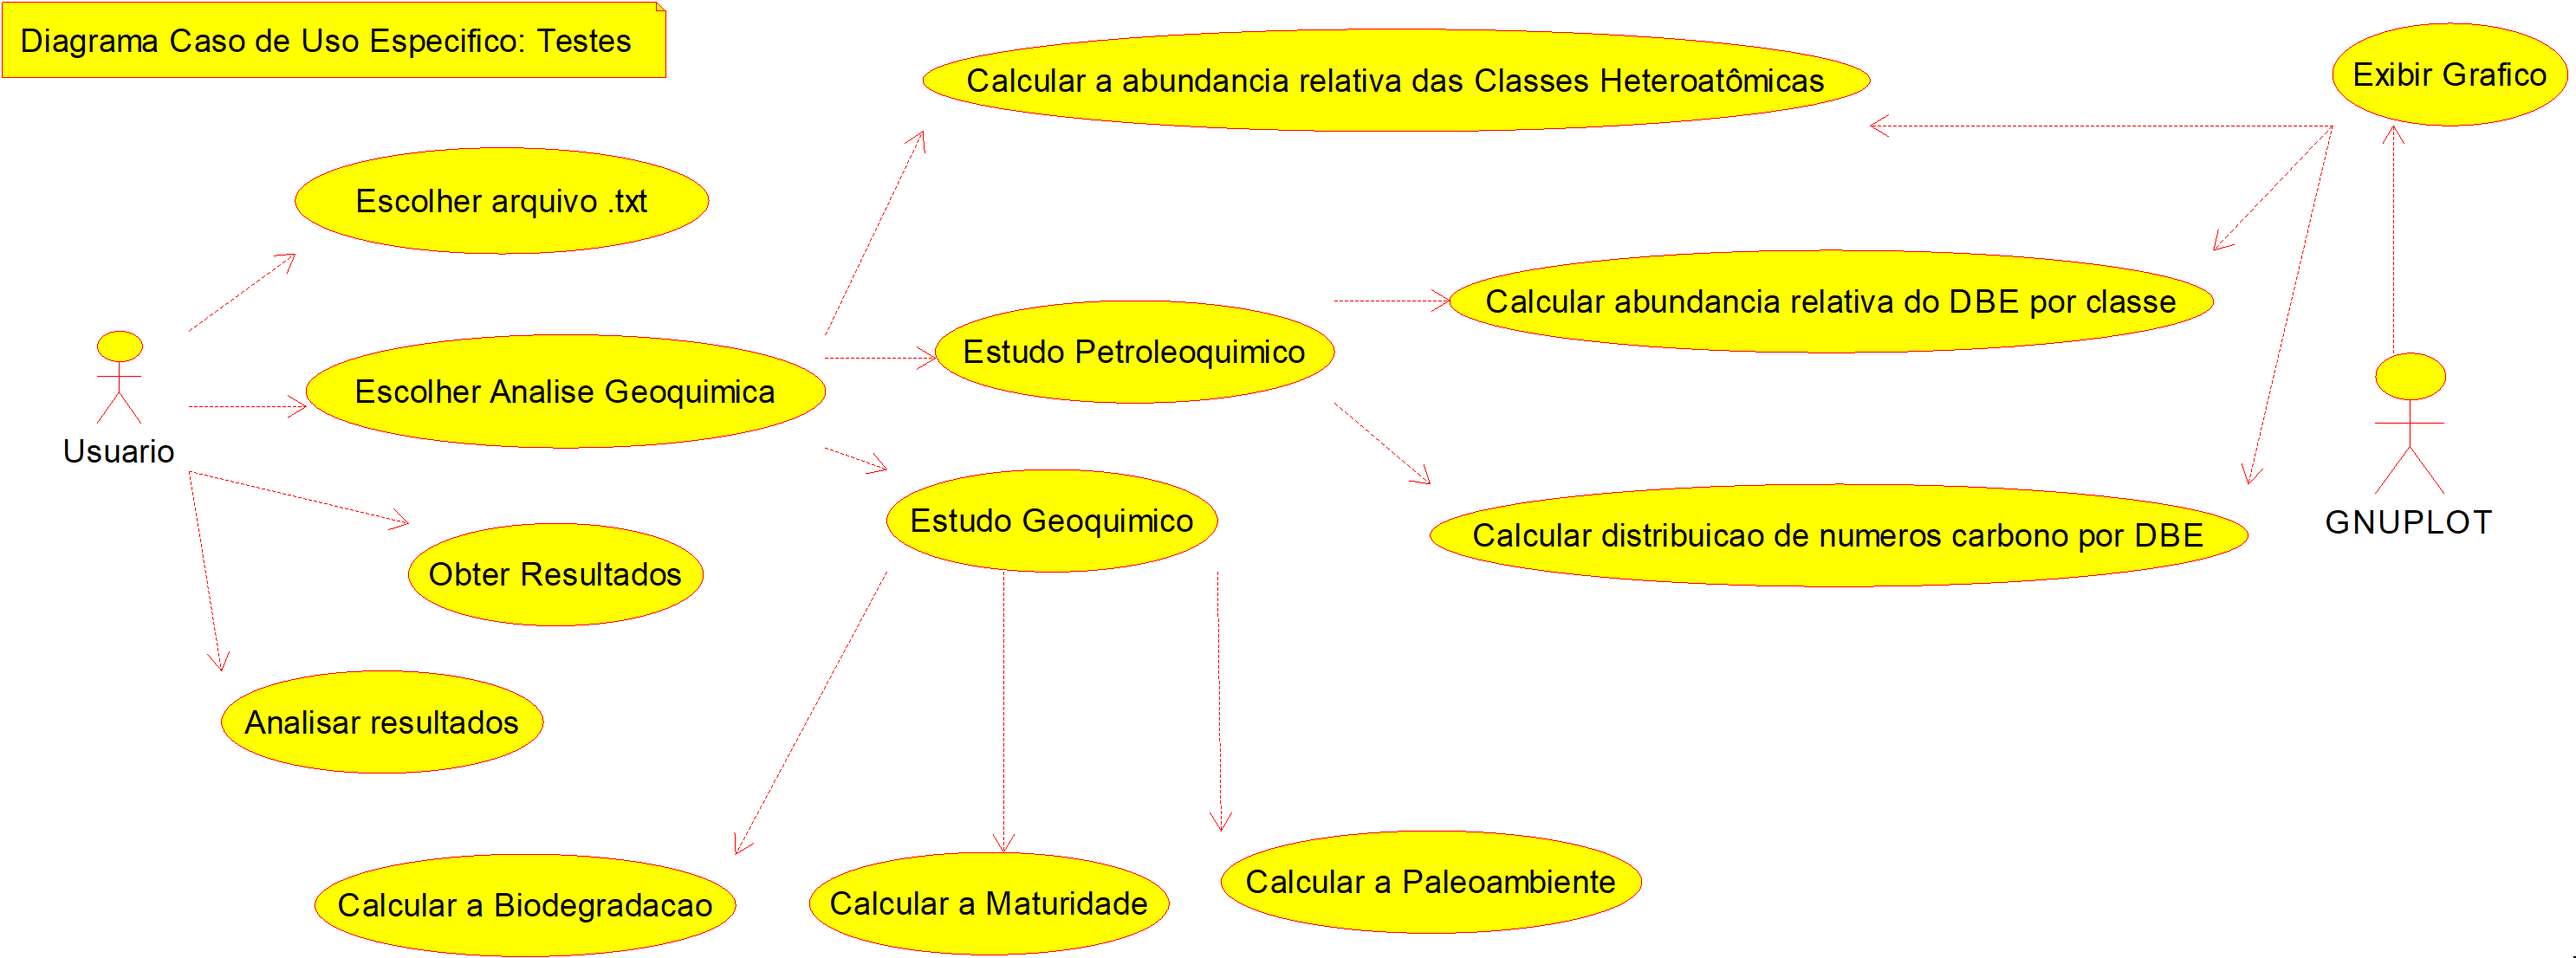 Diagrama Caso de Uso Especifico: Testes
Calcular a abundancia relativa das Classes Heteroatômicas
Exibir Grafico
Escolher arquivo .txt
Calcular abundancia relativa do DBE por classe
Estudo Petroleoquimico
Escolher Analise Geoquimica
Usuario
Estudo Geoquimico
GNUPLOT
Calcular distribuicao de numeros carbono por DBE
Obter Resultados
Analisar resultados
Calcular a Biodegradacao
Calcular a Maturidade
Calcular a Paleoambiente